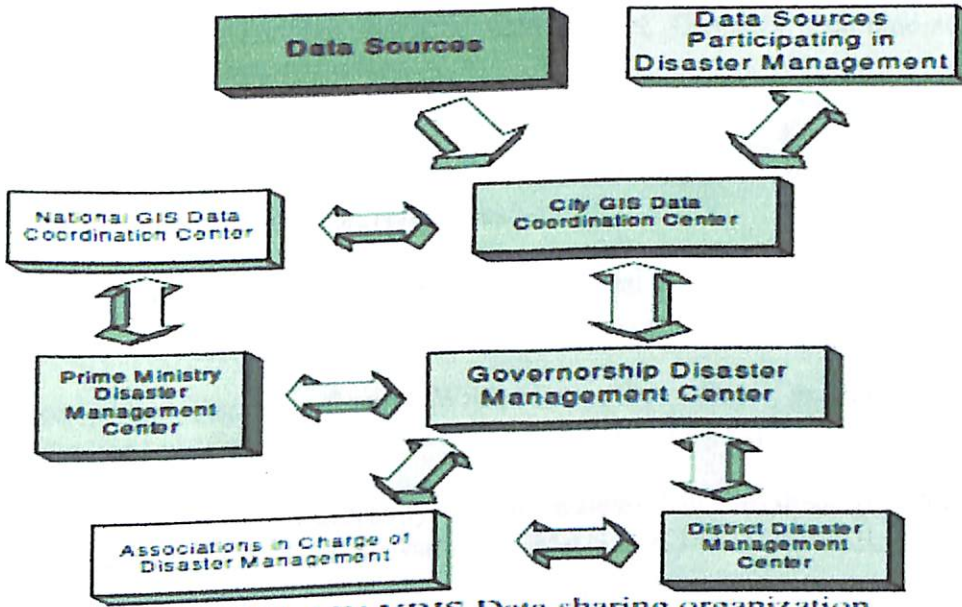 Data Sources
Data Sources
Participating in
Disaster Management
National GIS Data
Coordination Center
City GIS Data
Coordination Center
Prime Ministry
Disaster
Management
Center
Governorship Disaster
Management Center
Associations in Charge of
Disaster Management
District Disaster
Management
Center
Data sharing organization